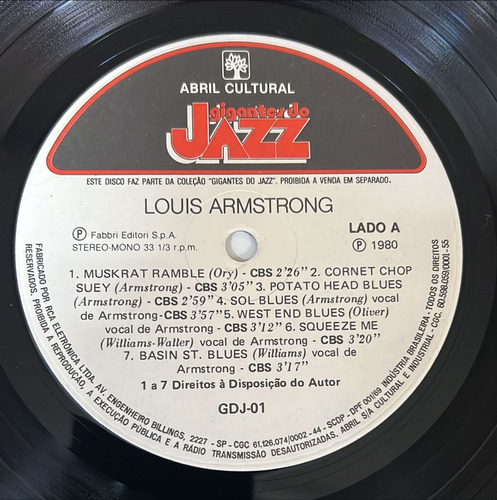 ABRIL CULTURAL
gigantes do
JAZZ
ESTE DISCO FAZ PARTE DA COLEÇÃO "GIGANTES DO JAZZ". PROIBIDA A VENDA EM SEPARADO.
LOUIS ARMSTRONG
Ⓟ Fabbri Editori S.p.A.
STEREO-MONO 33 1/3 r.p.m.
LADO A
Ⓟ 1980
1. MUSKRAT RAMBLE (Ory) - CBS 2'26" 2. CORNET CHOP
SUEY (Armstrong) - CBS 3'05" 3. POTATO HEAD BLUES
(Armstrong) - CBS 2'59" 4. SOL BLUES (Armstrong) vocal
de Armstrong-CBS 3'57" 5. WEST END BLUES (Oliver)
vocal de Armstrong - CBS 3'12" 6. SQUEEZE ME
(Williams-Waller) vocal de Armstrong - CBS 3'20"
7. BASIN ST. BLUES (Williams) vocal de
Armstrong - CBS 3'17"
1 a 7 Direitos à Disposição do Autor
GDJ-01
FABRICADO POR RCA ELETRÔNICA LTDA. AV. ENGENHEIRO BILLINGS, 2227 - SP - CGC 61.126.074/0002-44 - SCDP - DPF 001/69 INDÚSTRIA BRASILEIRA - TODOS OS DIREITOS
RESERVADOS. PROIBIDA A REPRODUÇÃO, A EXECUÇÃO PÚBLICA E A RÁDIO TRANSMISSÃO DESAUTORIZADAS. ABRIL S/A CULTURAL E INDUSTRIAL - CGC. 60.598.059/0001-55